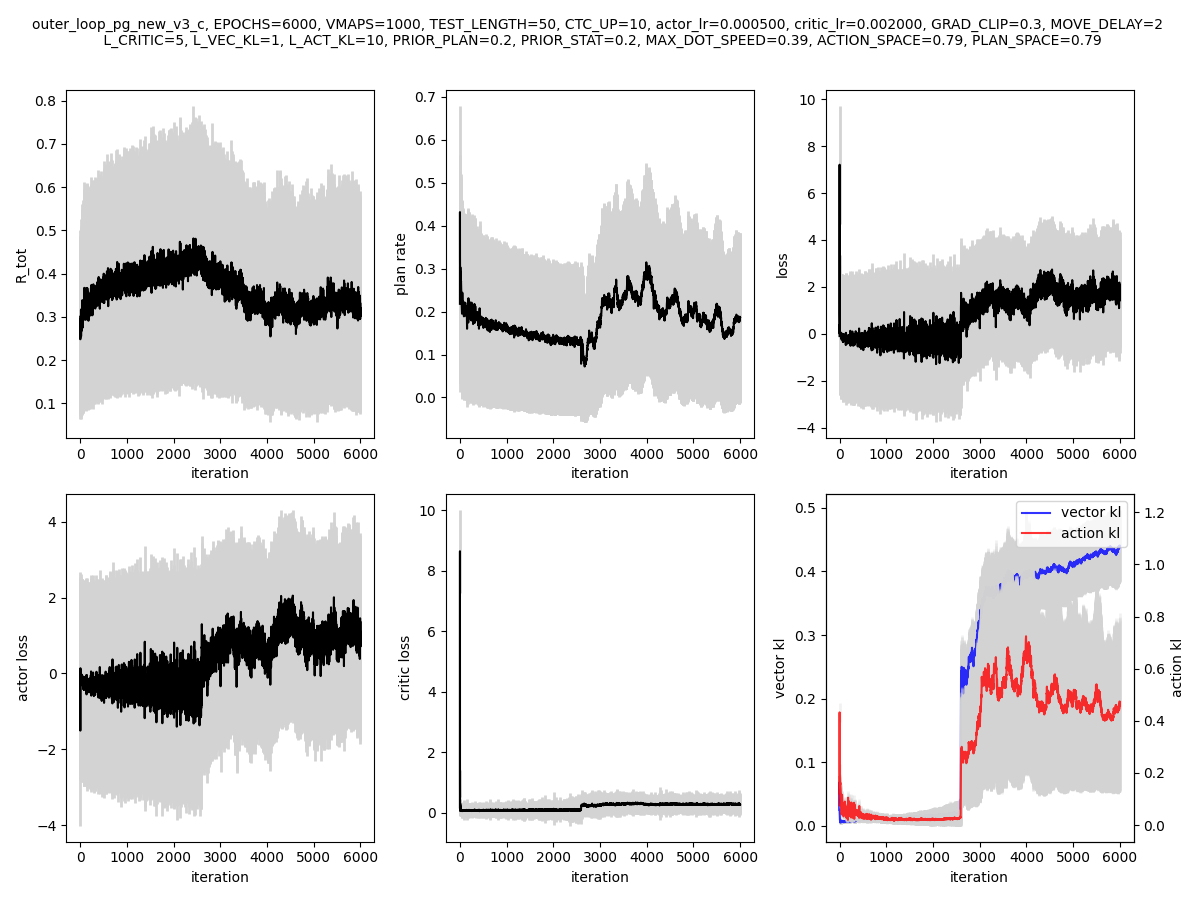 outer_loop_pg_new_v3_c, EPOCHS=6000, VMAPS=1000, TEST_LENGTH=50, CTC_UP=10, actor_lr=0.000500, critic_lr=0.002000, GRAD_CLIP=0.3, MOVE_DELAY=2
L_CRITIC=5, L_VEC_KL=1, L_ACT_KL=10, PRIOR_PLAN=0.2, PRIOR_STAT=0.2, MAX_DOT_SPEED=0.39, ACTION_SPACE=0.79, PLAN_SPACE=0.79
R_tot
0.8
0.7
0.6
0.5
0.4
0.3
0.2
0.1
0 1000 2000 3000 4000 5000 6000
iteration
plan rate
0.7
0.6
0.5
0.4
0.3
0.2
0.1
0.0
0 1000 2000 3000 4000 5000 6000
iteration
loss
10
8
6
4
2
0
−2
−4
0 1000 2000 3000 4000 5000 6000
iteration
actor loss
4
2
0
−2
−4
0 1000 2000 3000 4000 5000 6000
iteration
critic loss
10
8
6
4
2
0
0 1000 2000 3000 4000 5000 6000
iteration
vector kl
0.5
0.4
0.3
0.2
0.1
0.0
vector kl
action kl
0 1000 2000 3000 4000 5000 6000
iteration
1.2
1.0
0.8
0.6
0.4
0.2
0.0
action kl